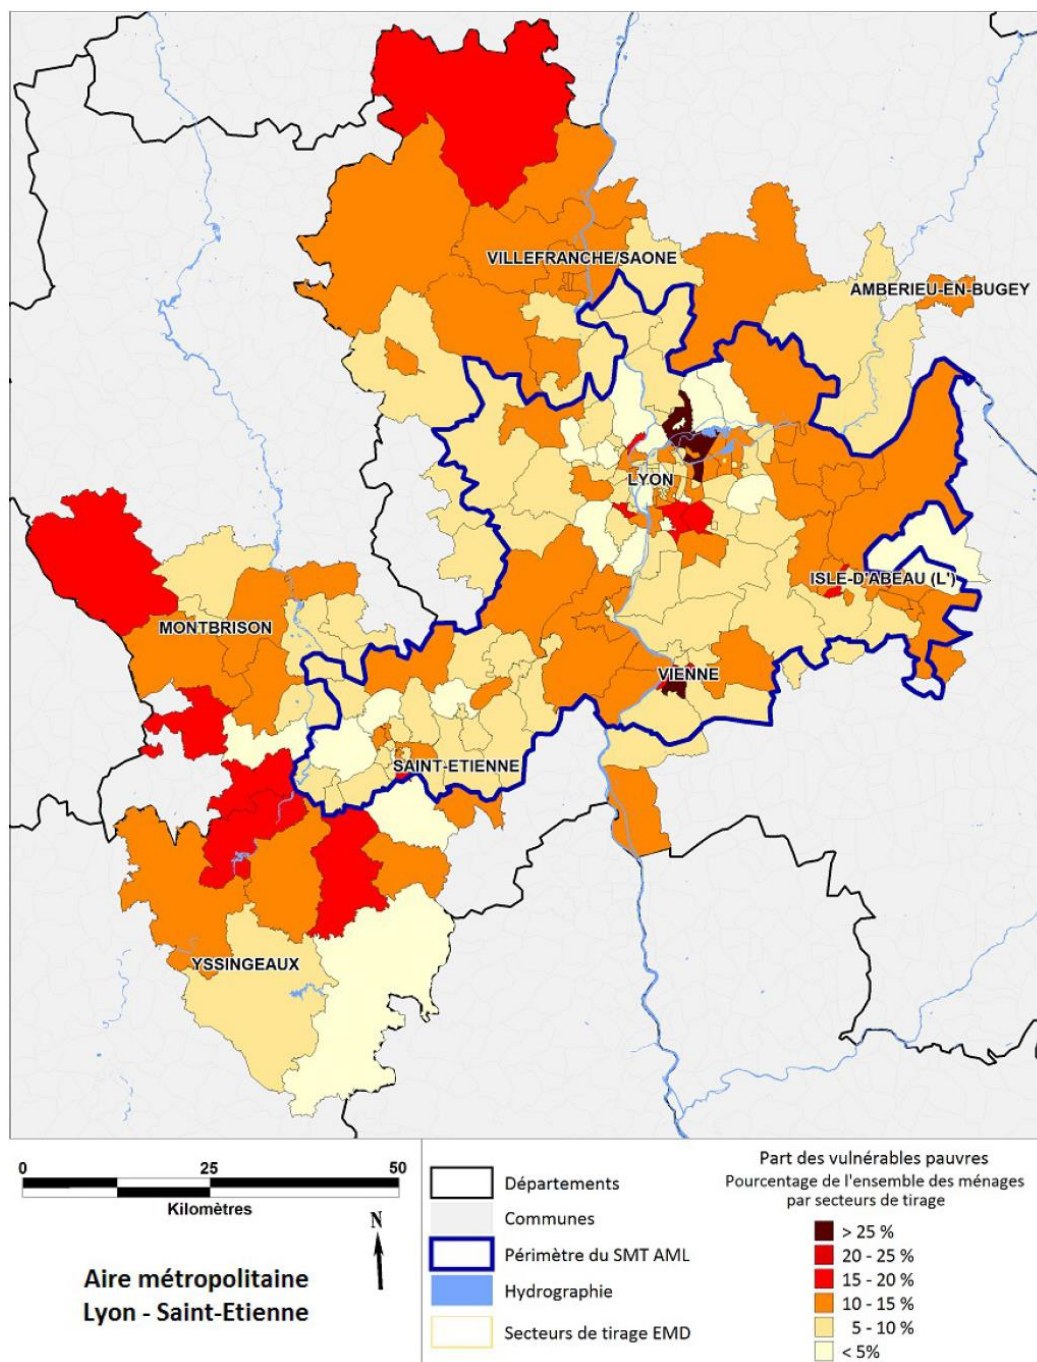 VILLEFRANCHE/SAONE
AMBERIEU-EN-BUGEY
LYON
ISLE-D'ABEAU (L')
MONTBRISON
VIENNE
SAINT-ETIENNE
YSSINGEAUX
0 25 50
Kilomètres
N
Aire métropolitaine
Lyon - Saint-Etienne
Départements
Communes
Périmètre du SMT AML
Hydrographie
Secteurs de tirage EMD
Part des vulnérables pauvres
Pourcentage de l'ensemble des ménages
par secteurs de tirage
> 25 %
20 - 25 %
15 - 20 %
10 - 15 %
5 - 10 %
< 5%